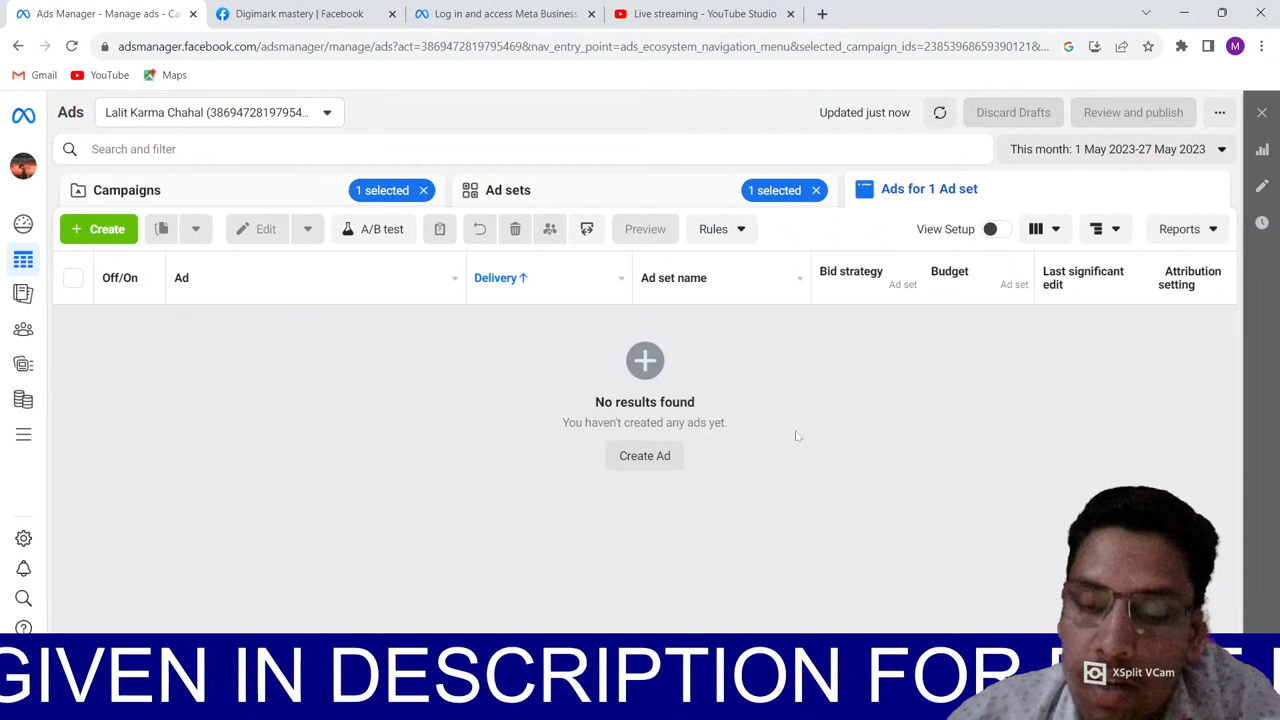 Ads Manager - Manage ads - Ca
Digimark mastery | Facebook
Log in and access Meta Business
Live streaming - YouTube Studio
adsmanager.facebook.com/adsmanager/manage/ads?act=386947281979546​9&nav_entry_point=ads_ecosystem_navigation_menu&selected_campaign_ids=23853968659390121&...
Gmail YouTube Maps
Ads Lalit Karma Chahal (38694728197954... Updated just now Discard Drafts Review and publish
Search and filter This month: 1 May 2023-27 May 2023
Campaigns 1 selected Ad sets 1 selected Ads for 1 Ad set
+ Create Edit A/B test Preview Rules View Setup Reports
Off/On Ad Delivery ↑ Ad set name Bid strategy Ad set Budget Ad set Last significant edit Attribution setting
No results found
You haven't created any ads yet.
Create Ad
GIVEN IN DESCRIPTION FOR
XSplit VCam